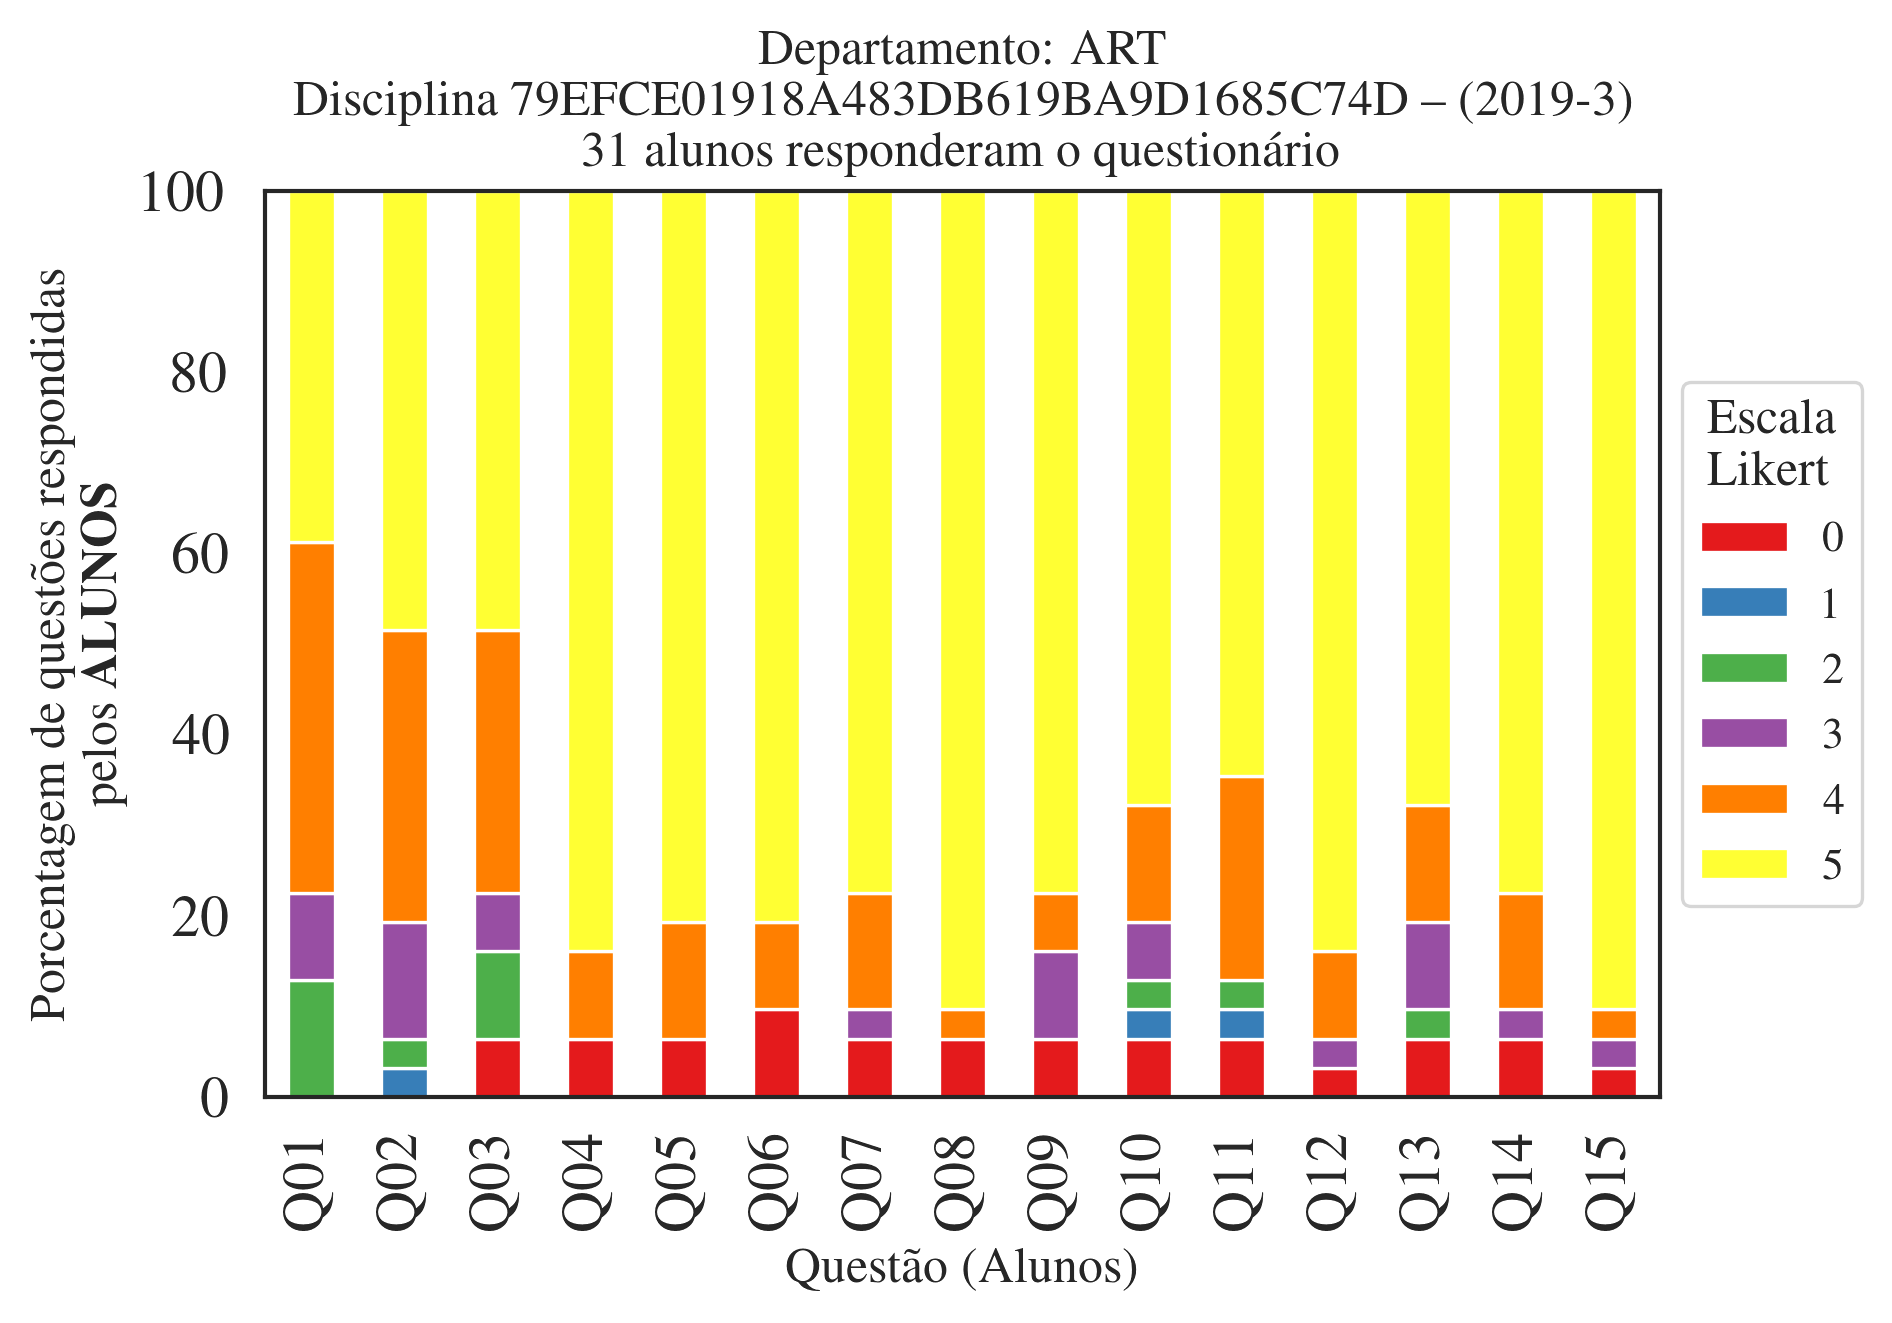 Departamento: ART
Disciplina 79EFCE01918A483DB619BA9D1685C74D – (2019-3)
31 alunos responderam o questionário
Porcentagem de questões respondidas
pelos ALUNOS
100
80
60
40
20
0
Q01
Q02
Q03
Q04
Q05
Q06
Q07
Q08
Q09
Q10
Q11
Q12
Q13
Q14
Q15
Questão (Alunos)
Escala
Likert
0
1
2
3
4
5